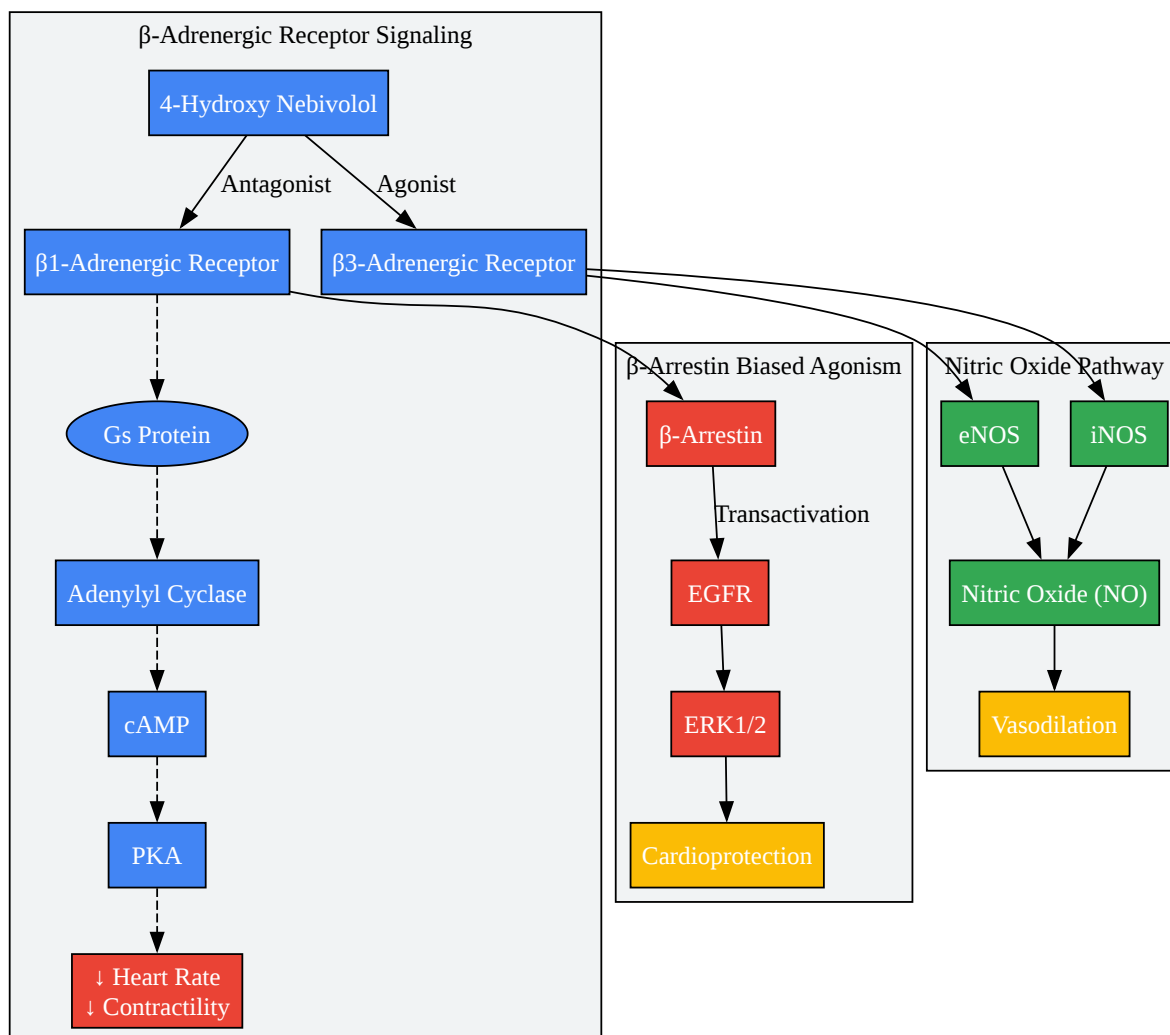 β-Adrenergic Receptor Signaling
4-Hydroxy Nebivolol
Antagonist
Agonist
β1-Adrenergic Receptor
β3-Adrenergic Receptor
Gs Protein
Adenylyl Cyclase
cAMP
PKA
↓ Heart Rate
↓ Contractility
β-Arrestin Biased Agonism
β-Arrestin
Transactivation
EGFR
ERK1/2
Cardioprotection
Nitric Oxide Pathway
eNOS
iNOS
Nitric Oxide (NO)
Vasodilation